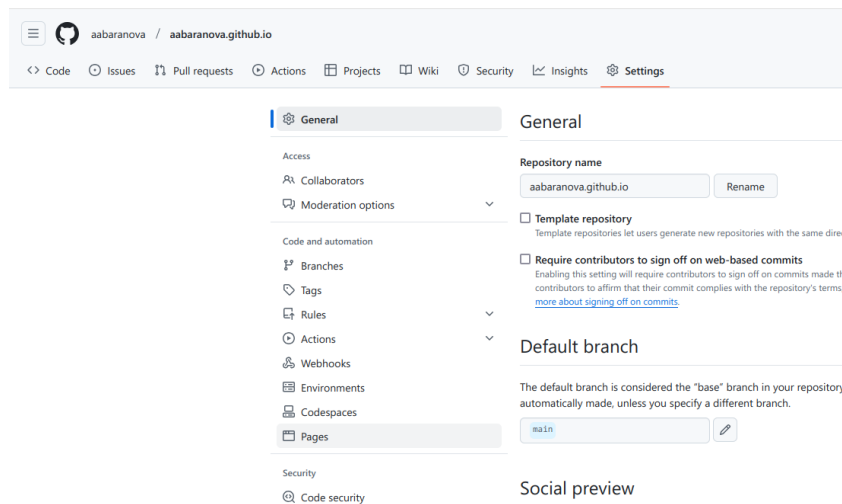 aabaranova / aabaranova.github.io
Code Issues Pull requests Actions Projects Wiki Security Insights Settings
General
Access
Collaborators
Moderation options
Code and automation
Branches
Tags
Rules
Actions
Webhooks
Environments
Codespaces
Pages
Security
Code security
General
Repository name
aabaranova.github.io Rename
Template repository
Template repositories let users generate new repositories with the same
Require contributors to sign off on web-based commits
Enabling this setting will require contributors to sign off on commits made
contributors to affirm that their commit complies with the repository's terms
more about signing off on commits.
Default branch
The default branch is considered the “base” branch in your repository
automatically made, unless you specify a different branch.
main
Social preview